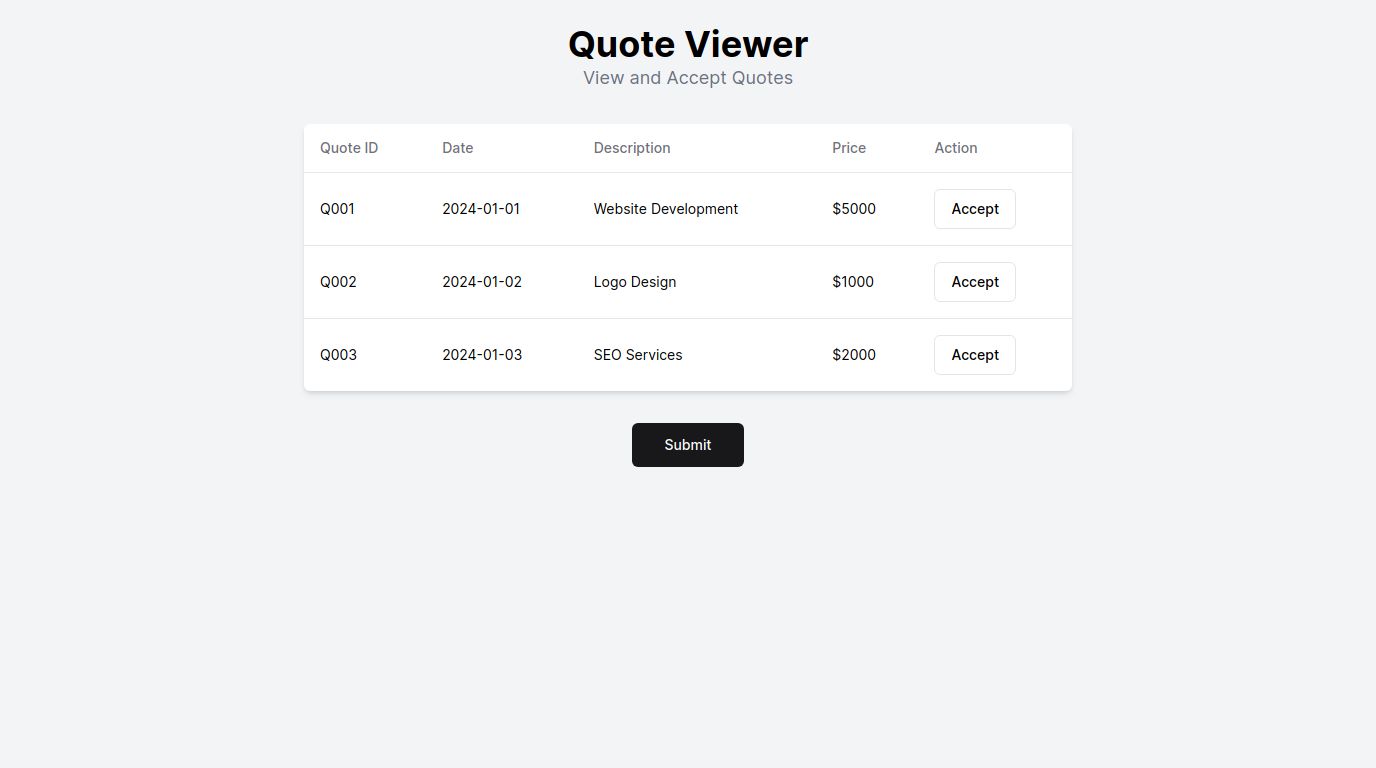 Quote Viewer
View and Accept Quotes
Quote ID Date Description Price Action
Q001 2024-01-01 Website Development $5000 Accept
Q002 2024-01-02 Logo Design $1000 Accept
Q003 2024-01-03 SEO Services $2000 Accept
Submit